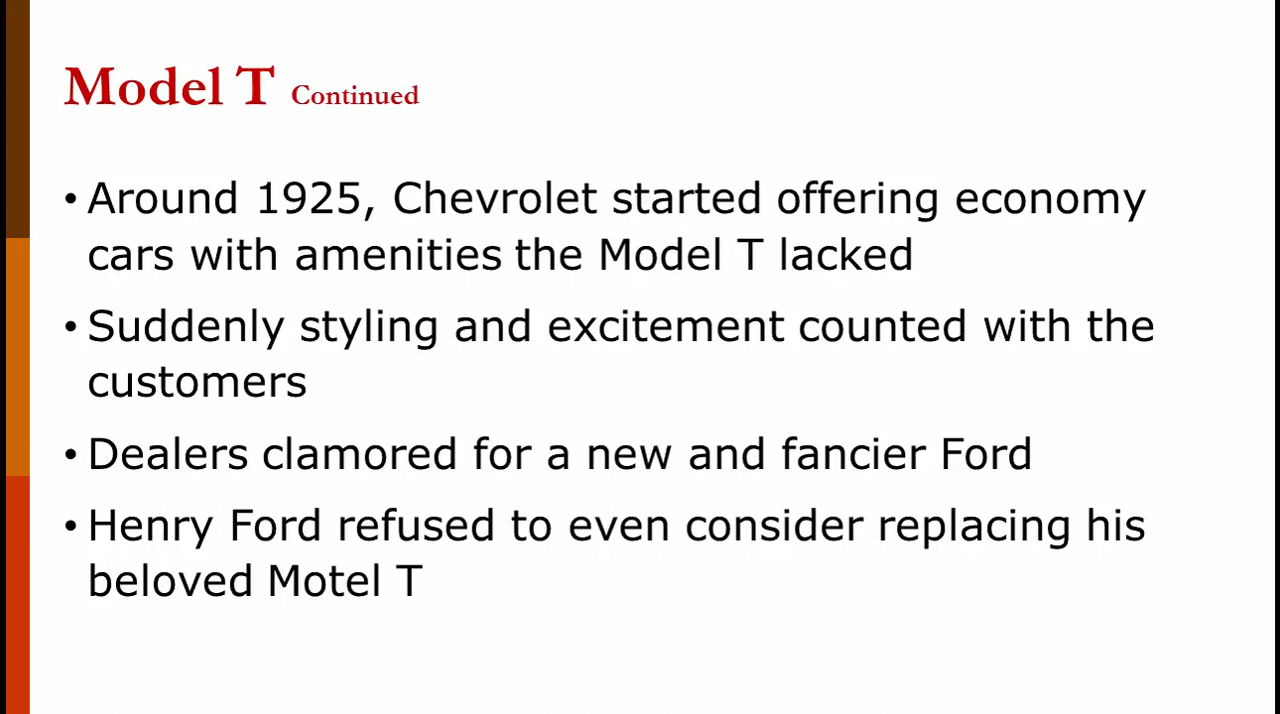 Model T Continued
• Around 1925, Chevrolet started offering economy
cars with amenities the Model T lacked
• Suddenly styling and excitement counted with the
customers
• Dealers clamored for a new and fancier Ford
• Henry Ford refused to even consider replacing his
beloved Motel T